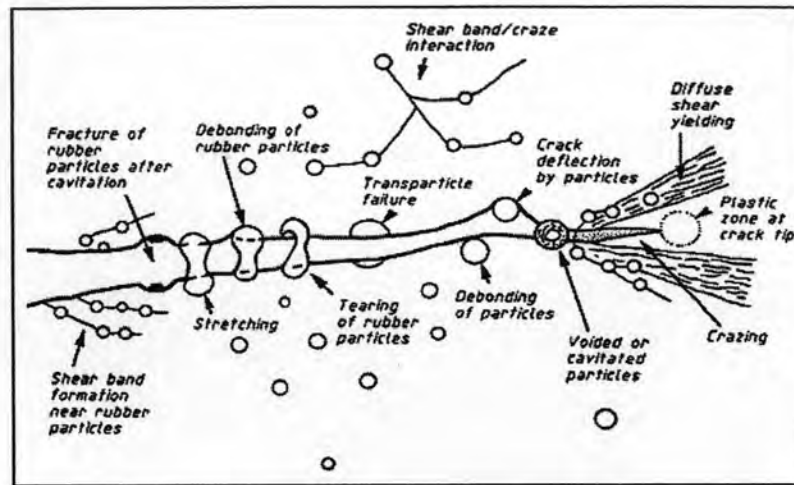 Shear band/craze
interaction
Diffuse
shear
yielding
Fracture of
rubber
particles after
cavitation
Debonding of
rubber particles
Crack
deflection
by particles
Transparticle
failure
Plastic
zone at
crack tip
Stretching
Tearing
of rubber
particles
Debonding
of particles
Crazing
Voided or
cavitated
particles
Shear band
formation
near rubber
particles